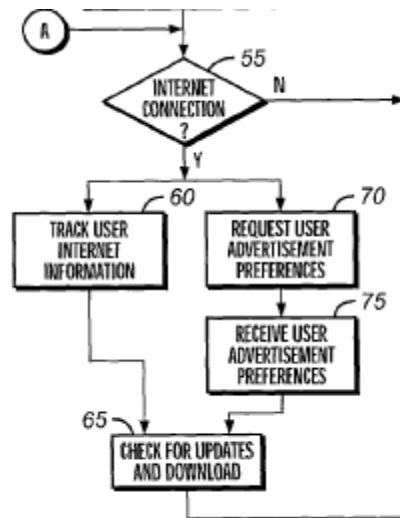 A
55
INTERNET
CONNECTION
?
N
Y
60
TRACK USER
INTERNET
INFORMATION
70
REQUEST USER
ADVERTISEMENT
PREFERENCES
75
RECEIVE USER
ADVERTISEMENT
PREFERENCES
65
CHECK FOR UPDATES
AND DOWNLOAD